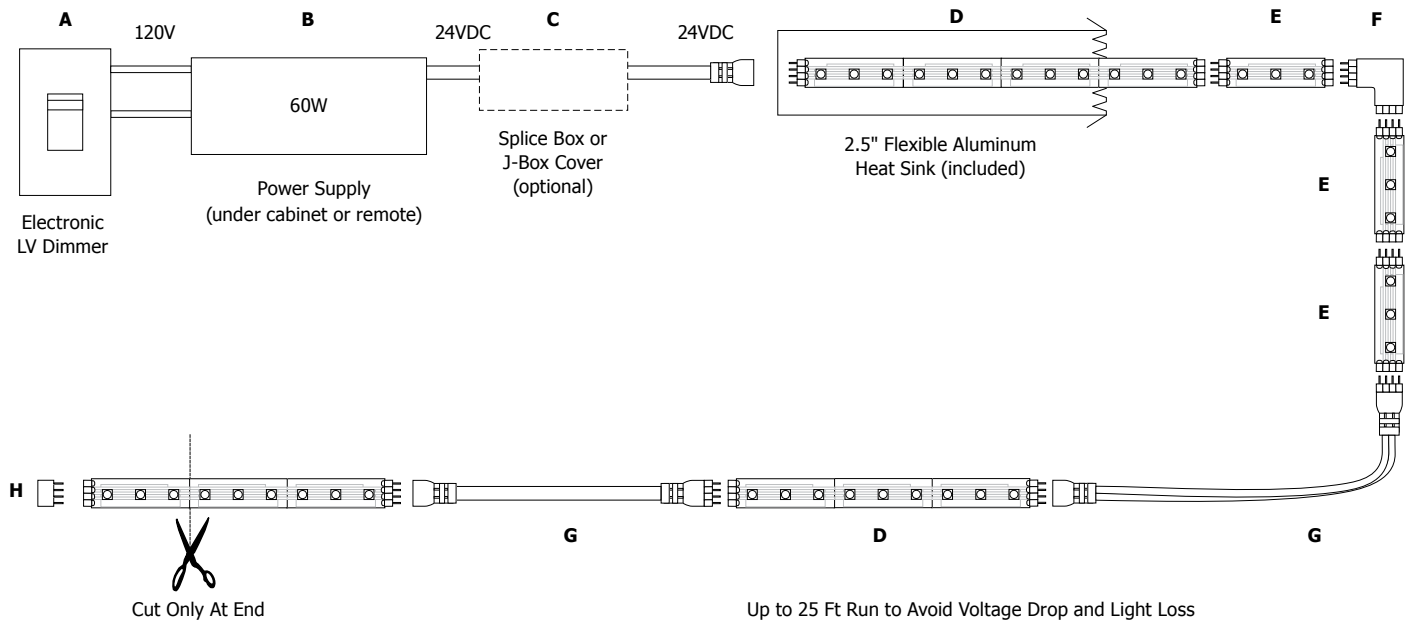 A
B
C
D
E
F
120V
24VDC
24VDC
60W
Splice Box or
J-Box Cover
(optional)
2.5" Flexible Aluminum
Heat Sink (included)
Power Supply
(under cabinet or remote)
Electronic
LV Dimmer
E
E
H
G
D
G
Cut Only At End
Up to 25 Ft Run to Avoid Voltage Drop and Light Loss